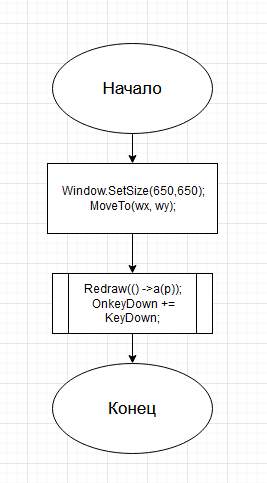 Начало
Window.SetSize(650,650);
MoveTo(wx, wy);
Redraw(() ->a(p));
OnkeyDown +=
KeyDown;
Конец